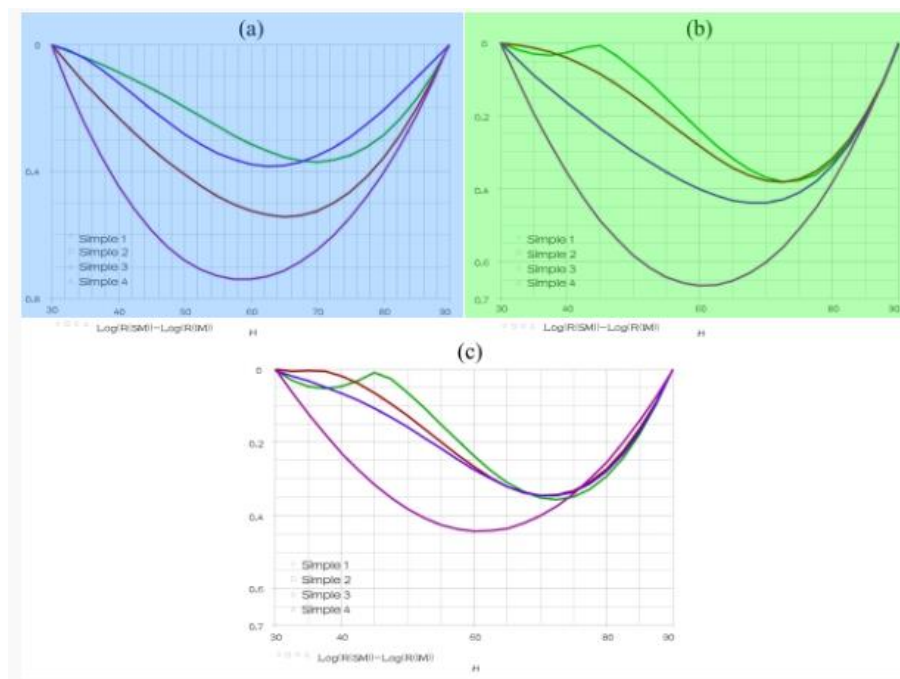 (a)
0
0.4
Simple 1
Simple 2
Simple 3
Simple 4
0.8
30 40 50 60 70 80 90
Log(R(SM))-Log(R(IM))
H
(b)
0
0.2
0.4
0.6
0.7
Simple 1
Simple 2
Simple 3
Simple 4
30 40 60 80 90
Log(R(SM))-Log(R(IM))
H
(c)
0
0.2
0.4
0.6
0.7
Simple 1
Simple 2
Simple 3
Simple 4
30 40 60 80 90
Log(R(SM))-Log(R(IM))
H